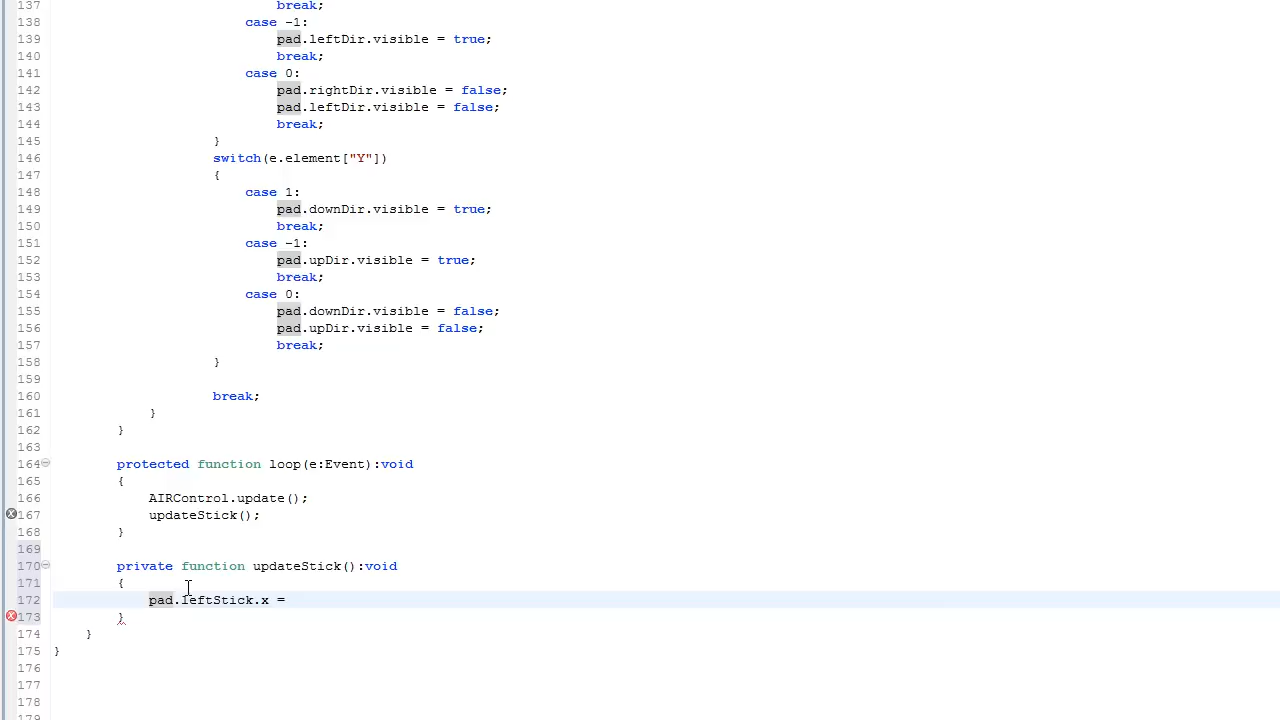 137 break;
138 case -1:
139 pad.leftDir.visible = true;
140 break;
141 case 0:
142 pad.rightDir.visible = false;
143 pad.leftDir.visible = false;
144 break;
145 }
146 switch(e.element["Y"])
147 {
148 case 1:
149 pad.downDir.visible = true;
150 break;
151 case -1:
152 pad.upDir.visible = true;
153 break;
154 case 0:
155 pad.downDir.visible = false;
156 pad.upDir.visible = false;
157 break;
158 }
159
160 break;
161 }
162 }
163
164 protected function loop(e:Event):void
165 {
166 AIRControl.update();
167 updateStick();
168 }
169
170 private function updateStick():void
171 {
172 pad.leftStick.x =
173 }
174 }
175 }
176
177
178
179